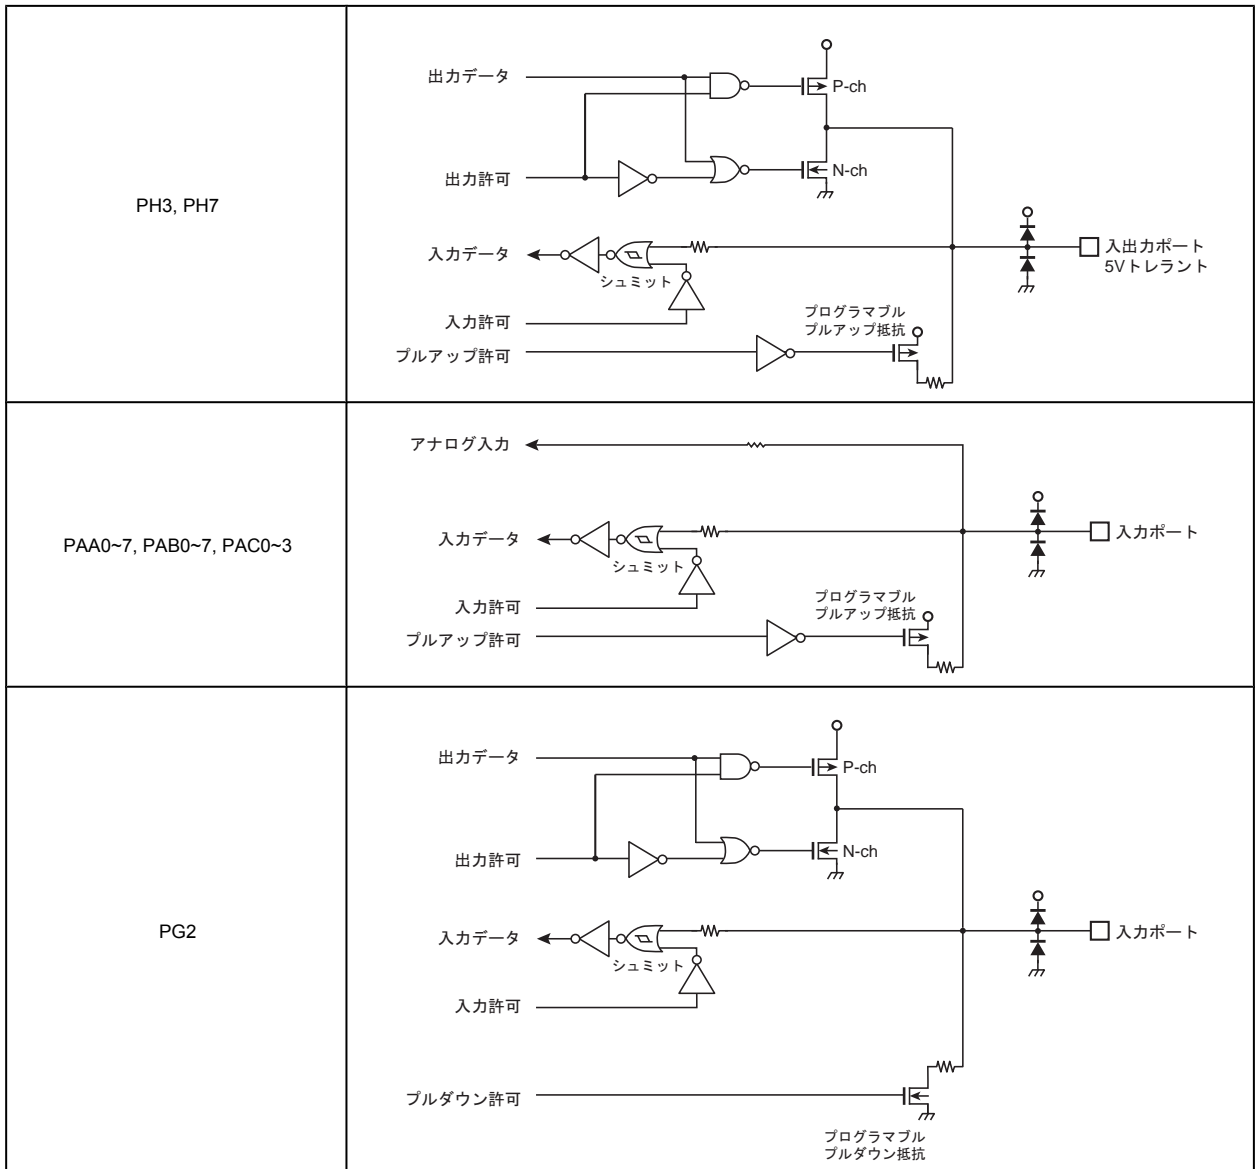 PH3, PH7
出力データ
P-ch
出力許可
N-ch
入力データ
シュミット
入出力ポート
5Vトレラント
入力許可
プログラマブル
プルアップ抵抗
プルアップ許可
PAA0~7, PAB0~7, PAC0~3
アナログ入力
入力データ
シュミット
入力ポート
入力許可
プログラマブル
プルアップ抵抗
プルアップ許可
PG2
出力データ
P-ch
出力許可
N-ch
入力データ
シュミット
入力ポート
入力許可
プルダウン許可
プログラマブル
プルダウン抵抗